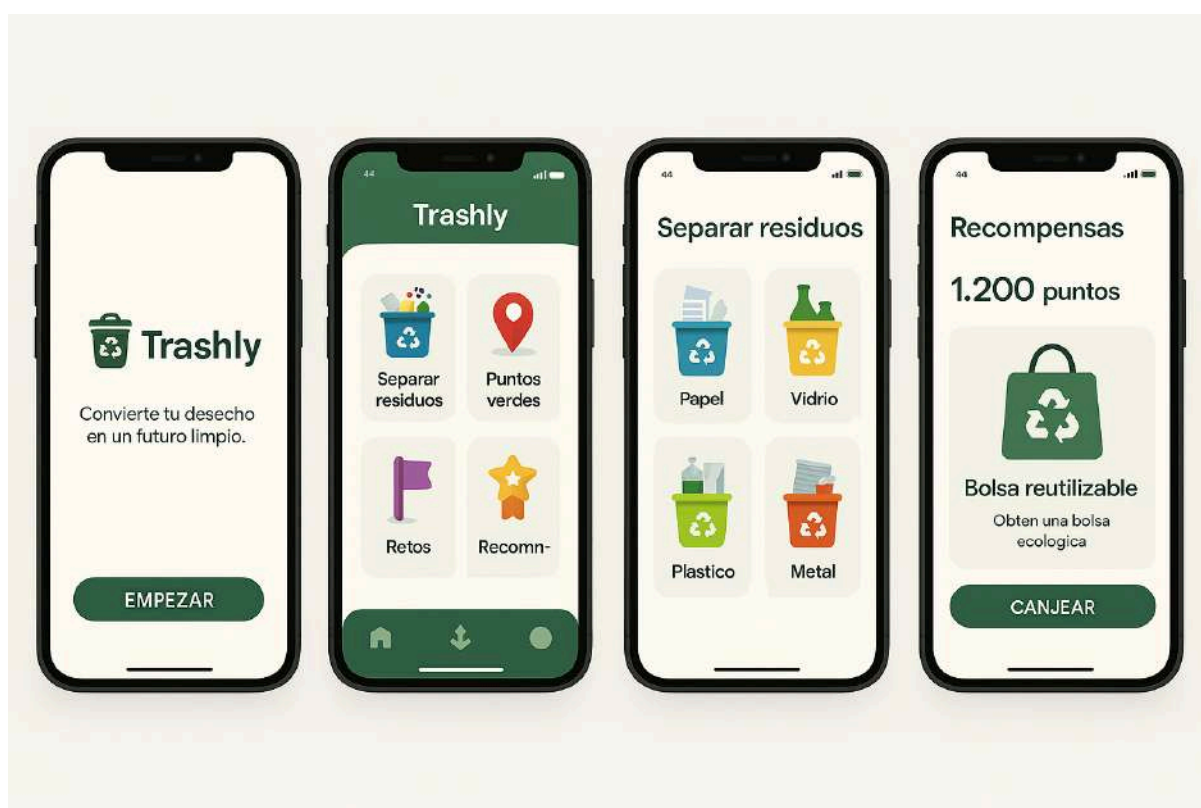 Trashly
Convierte tu desecho
en un futuro limpio.
EMPEZAR
44
Trashly
Separar
residuos
Puntos
verdes
Retos
Recomn-
44
Separar residuos
Papel
Vidrio
Plastico
Metal
44
Recompensas
1.200 puntos
Bolsa reutilizable
Obten una bolsa
ecologica
CANJEAR